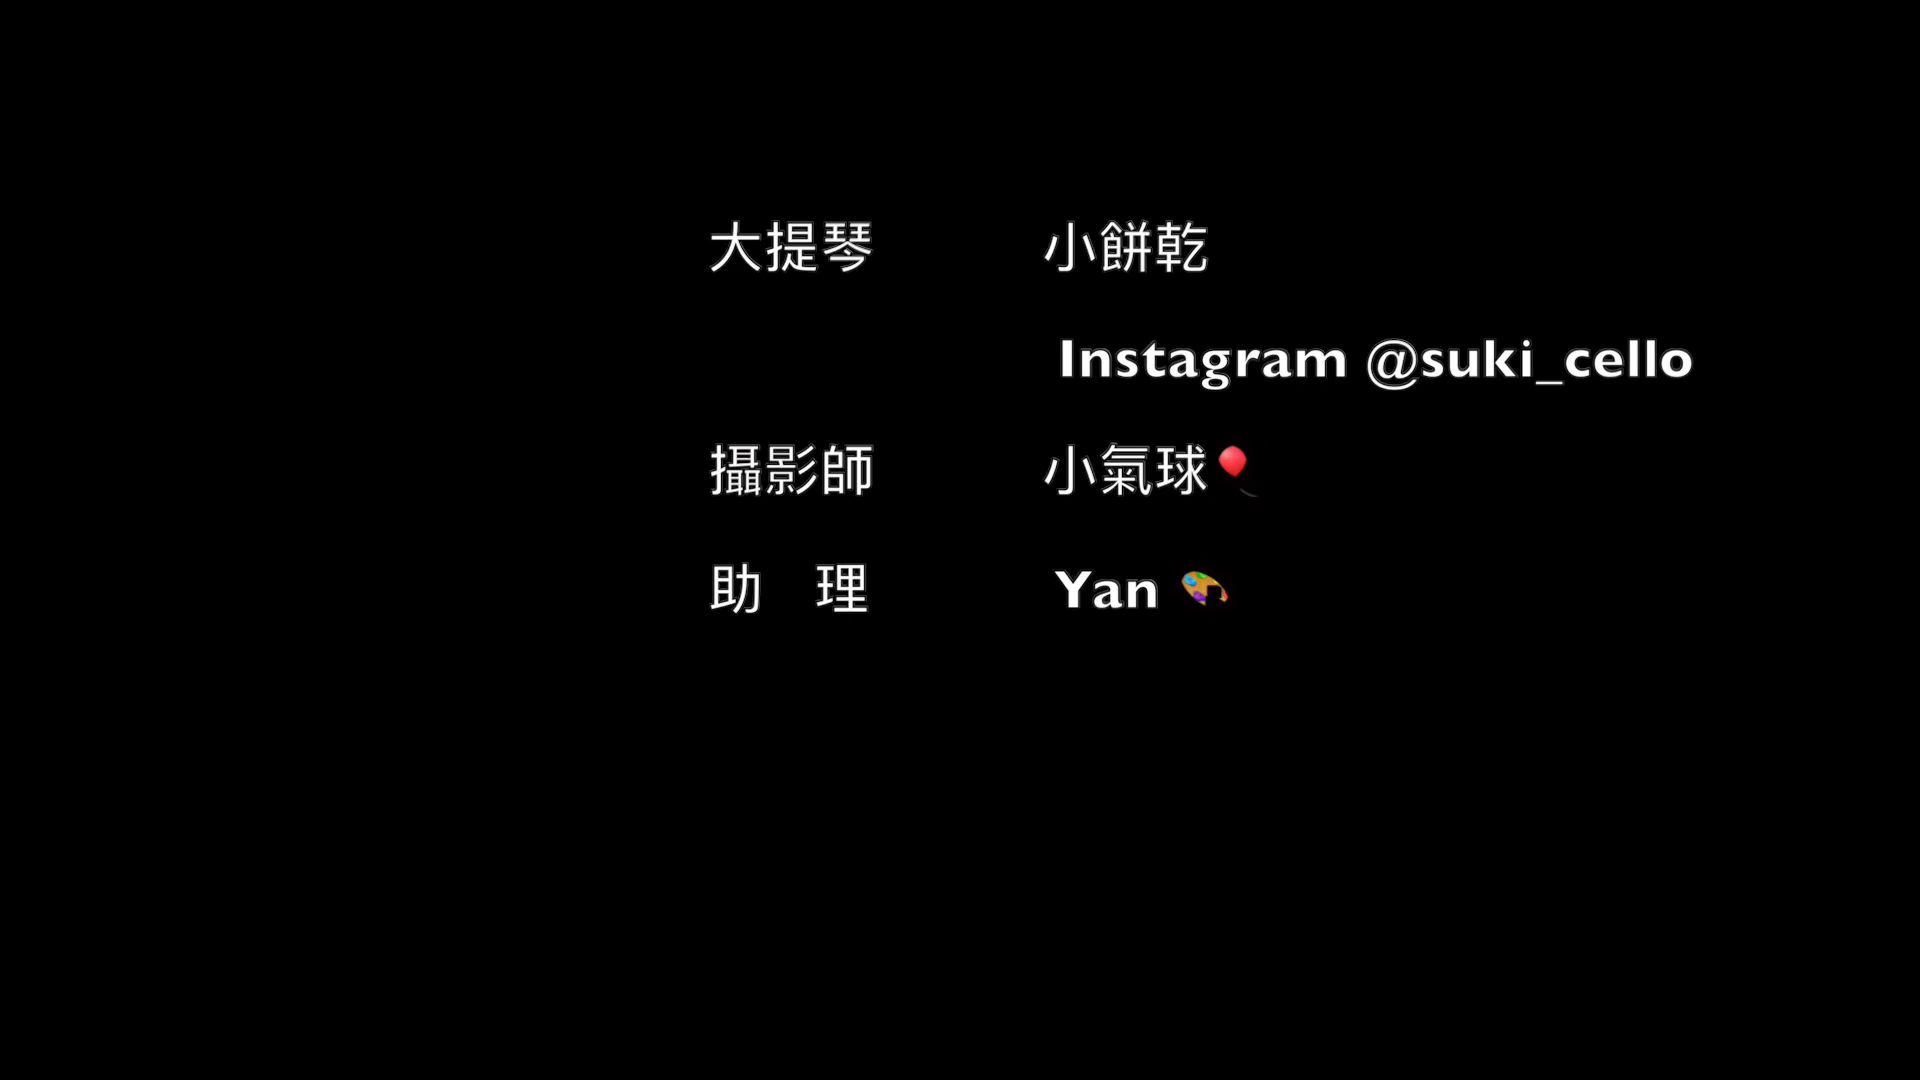 大提琴 小餅乾
Instagram @suki_cello
攝影師 小氣球🎈
助 理 Yan 🎨